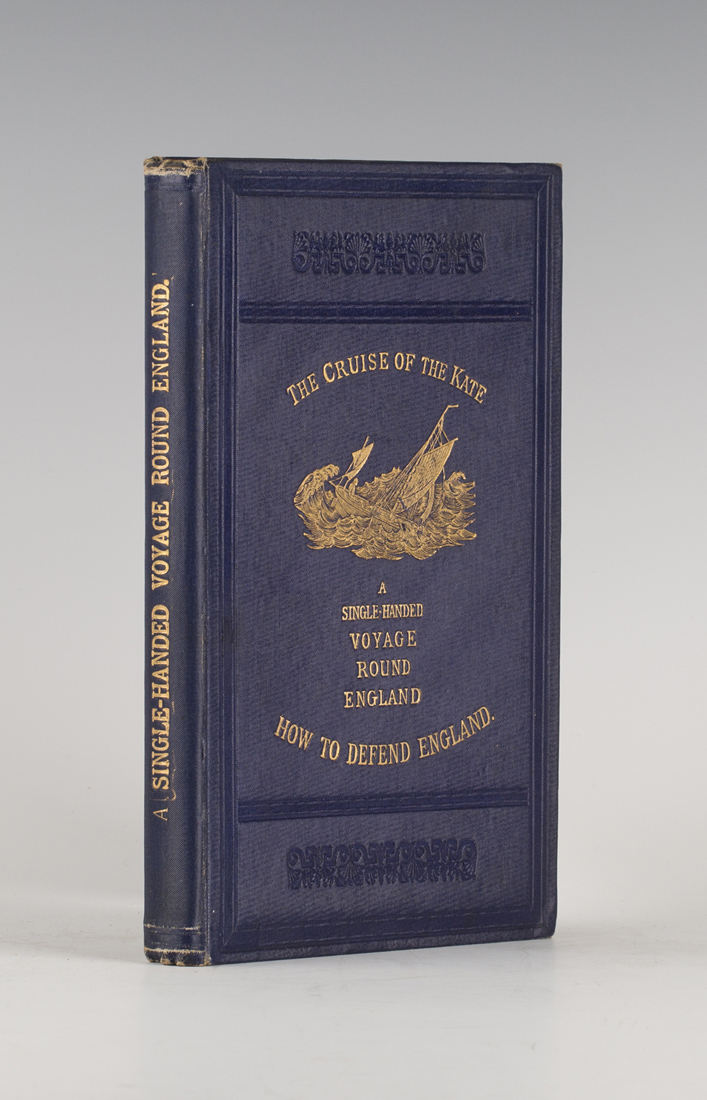 A SINGLE-HANDED VOYAGE ROUND ENGLAND.
THE CRUISE OF THE KATE
A
SINGLE-HANDED
VOYAGE
ROUND
ENGLAND
HOW TO DEFEND ENGLAND.